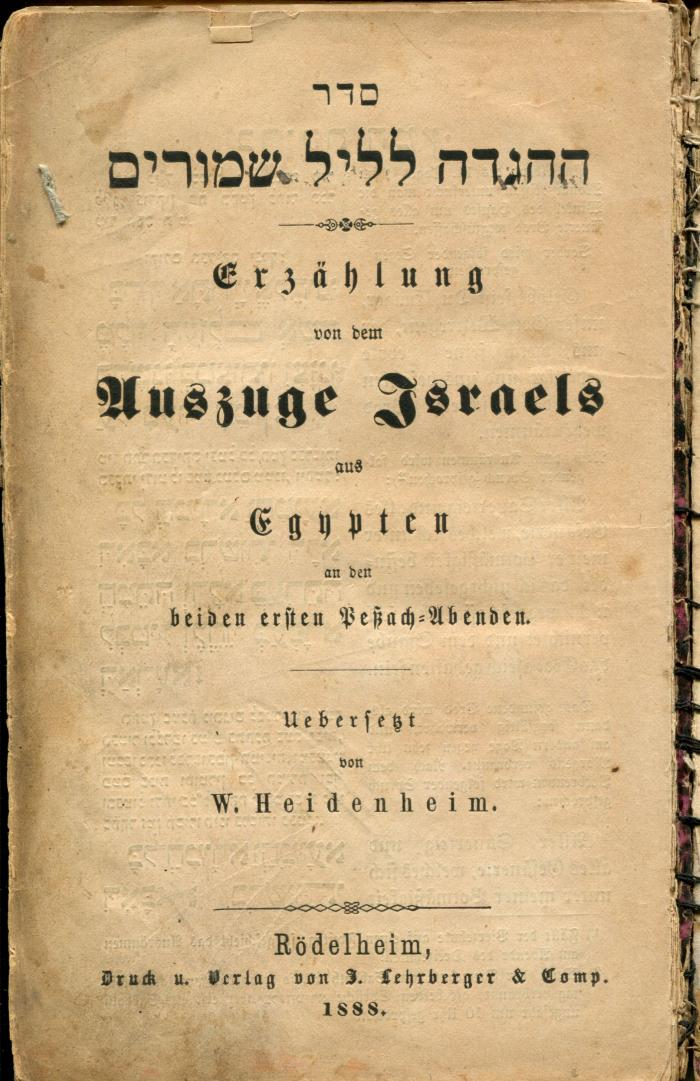 סדר
ההגדה לליל שמורים
Erzählung
von dem
Auszuge Israels
aus
Egypten
an den
beiden ersten Peßach-Abenden.
Uebersetzt
von
W. Heidenheim.
Rödelheim,
Druck u. Verlag von J. Lehrberger & Comp.
1888.